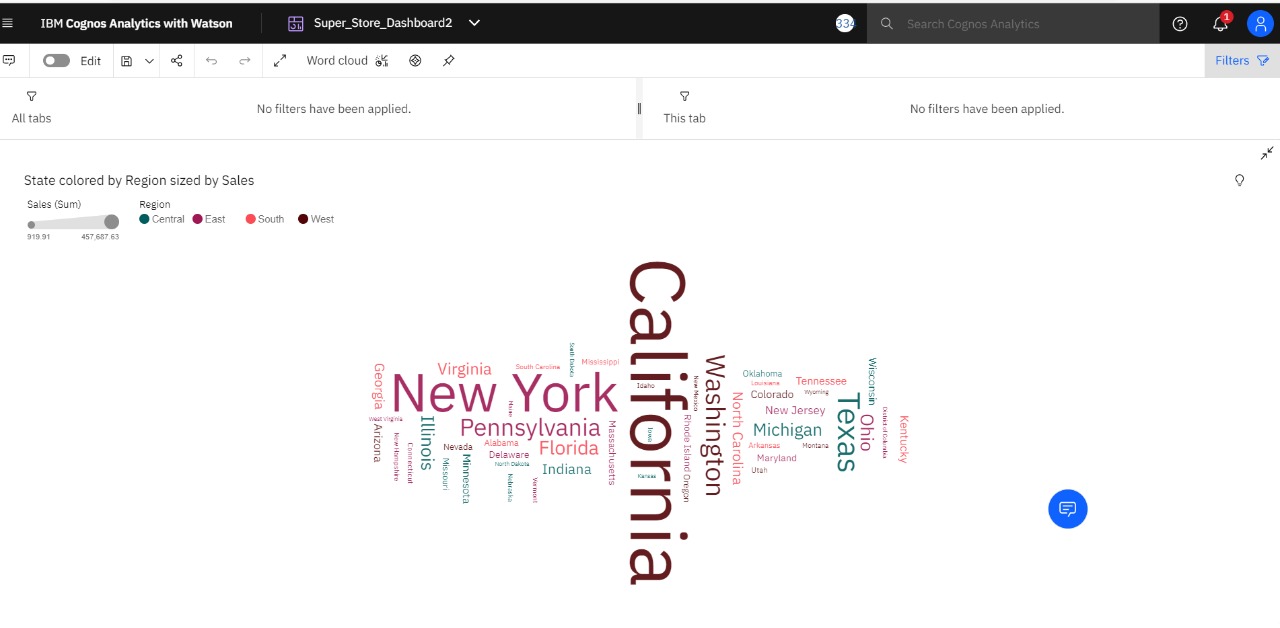 IBM Cognos Analytics with Watson
Super_Store_Dashboard2
334
Search Cognos Analytics
1
Edit
Word cloud
Filters
All tabs
No filters have been applied.
This tab
No filters have been applied.
State colored by Region sized by Sales
Sales (Sum)
919.91
457,687.63
Region
Central
East
South
West
California
New York
Texas
Washington
Pennsylvania
Florida
Illinois
Michigan
Ohio
Virginia
North Carolina
Indiana
Georgia
Kentucky
Arizona
New Jersey
Colorado
Wisconsin
Tennessee
Minnesota
Massachusetts
Delaware
Maryland
Rhode Island
Missouri
Oklahoma
Alabama
Oregon
Nevada
Connecticut
Arkansas
Utah
Mississippi
Louisiana
Vermont
South Carolina
Nebraska
New Hampshire
Montana
New Mexico
Iowa
Idaho
Kansas
District of Columbia
Wyoming
South Dakota
Maine
West Virginia
North Dakota